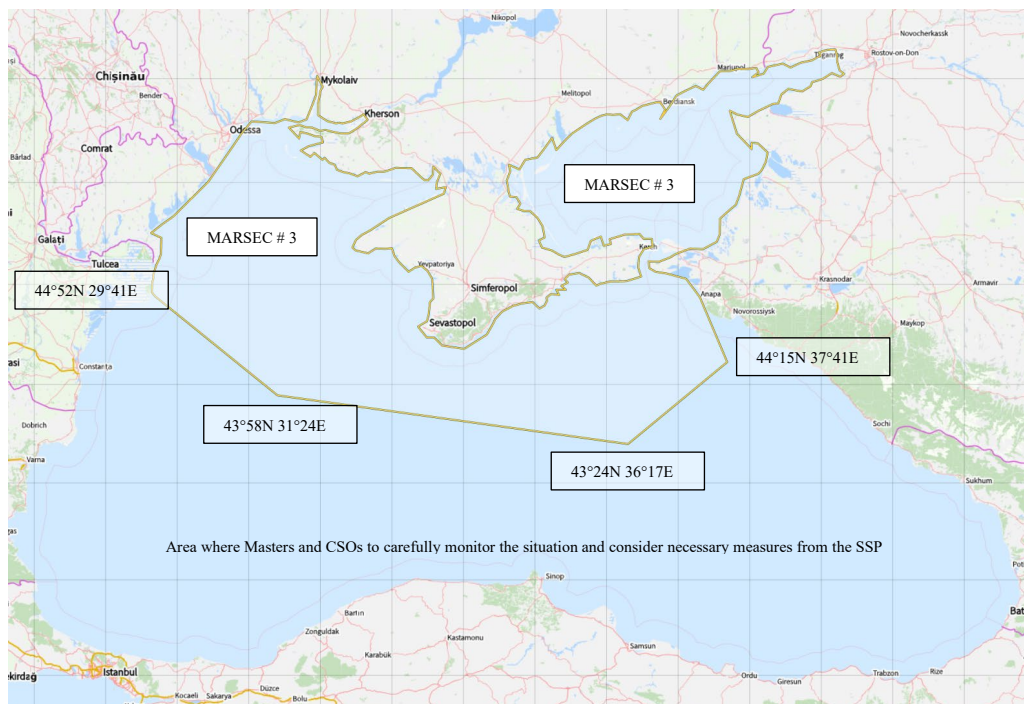 Nikopol
Novocherkassk
Rostov-on-Don
Taganrog
Chișinău
Mariupol
Mykolaiv
Bender
Melitopol
Berdiansk
Kherson
Odessa
Comrat
Bârlad
MARSEC # 3
MARSEC # 3
Galați
Kerch
Tulcea
Yevpatoriya
44°52N 29°41E
Simferopol
Krasnodar
Armavir
Anapa
Novorossiysk
Sevastopol
Maykop
44°15N 37°41E
Constanța
43°58N 31°24E
Dobrich
Sochi
Varna
43°24N 36°17E
Sukhum
Area where Masters and CSOs to carefully monitor the situation and consider necessary measures from the SSP
Sinop
Bat
Bartın
Zonguldak
Kastamonu
Samsun
Karabük
Istanbul
ekirdağ
Ordu
Trabzon
Rize
Giresun
Düzce
Kocaeli
Sakarya
Bolu